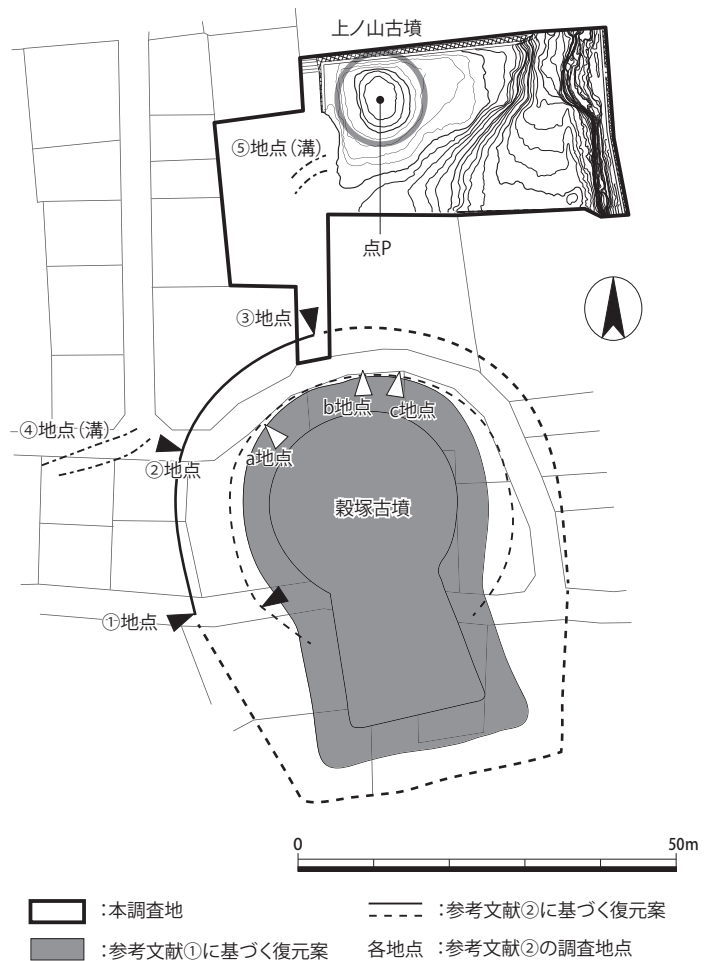 上ノ山古墳
⑤地点（溝）
点P
③地点
④地点（溝）
b地点
c地点
②地点
a地点
穀塚古墳
①地点
0
50m
：本調査地
：参考文献②に基づく復元案
：参考文献①に基づく復元案
各地点：参考文献②の調査地点